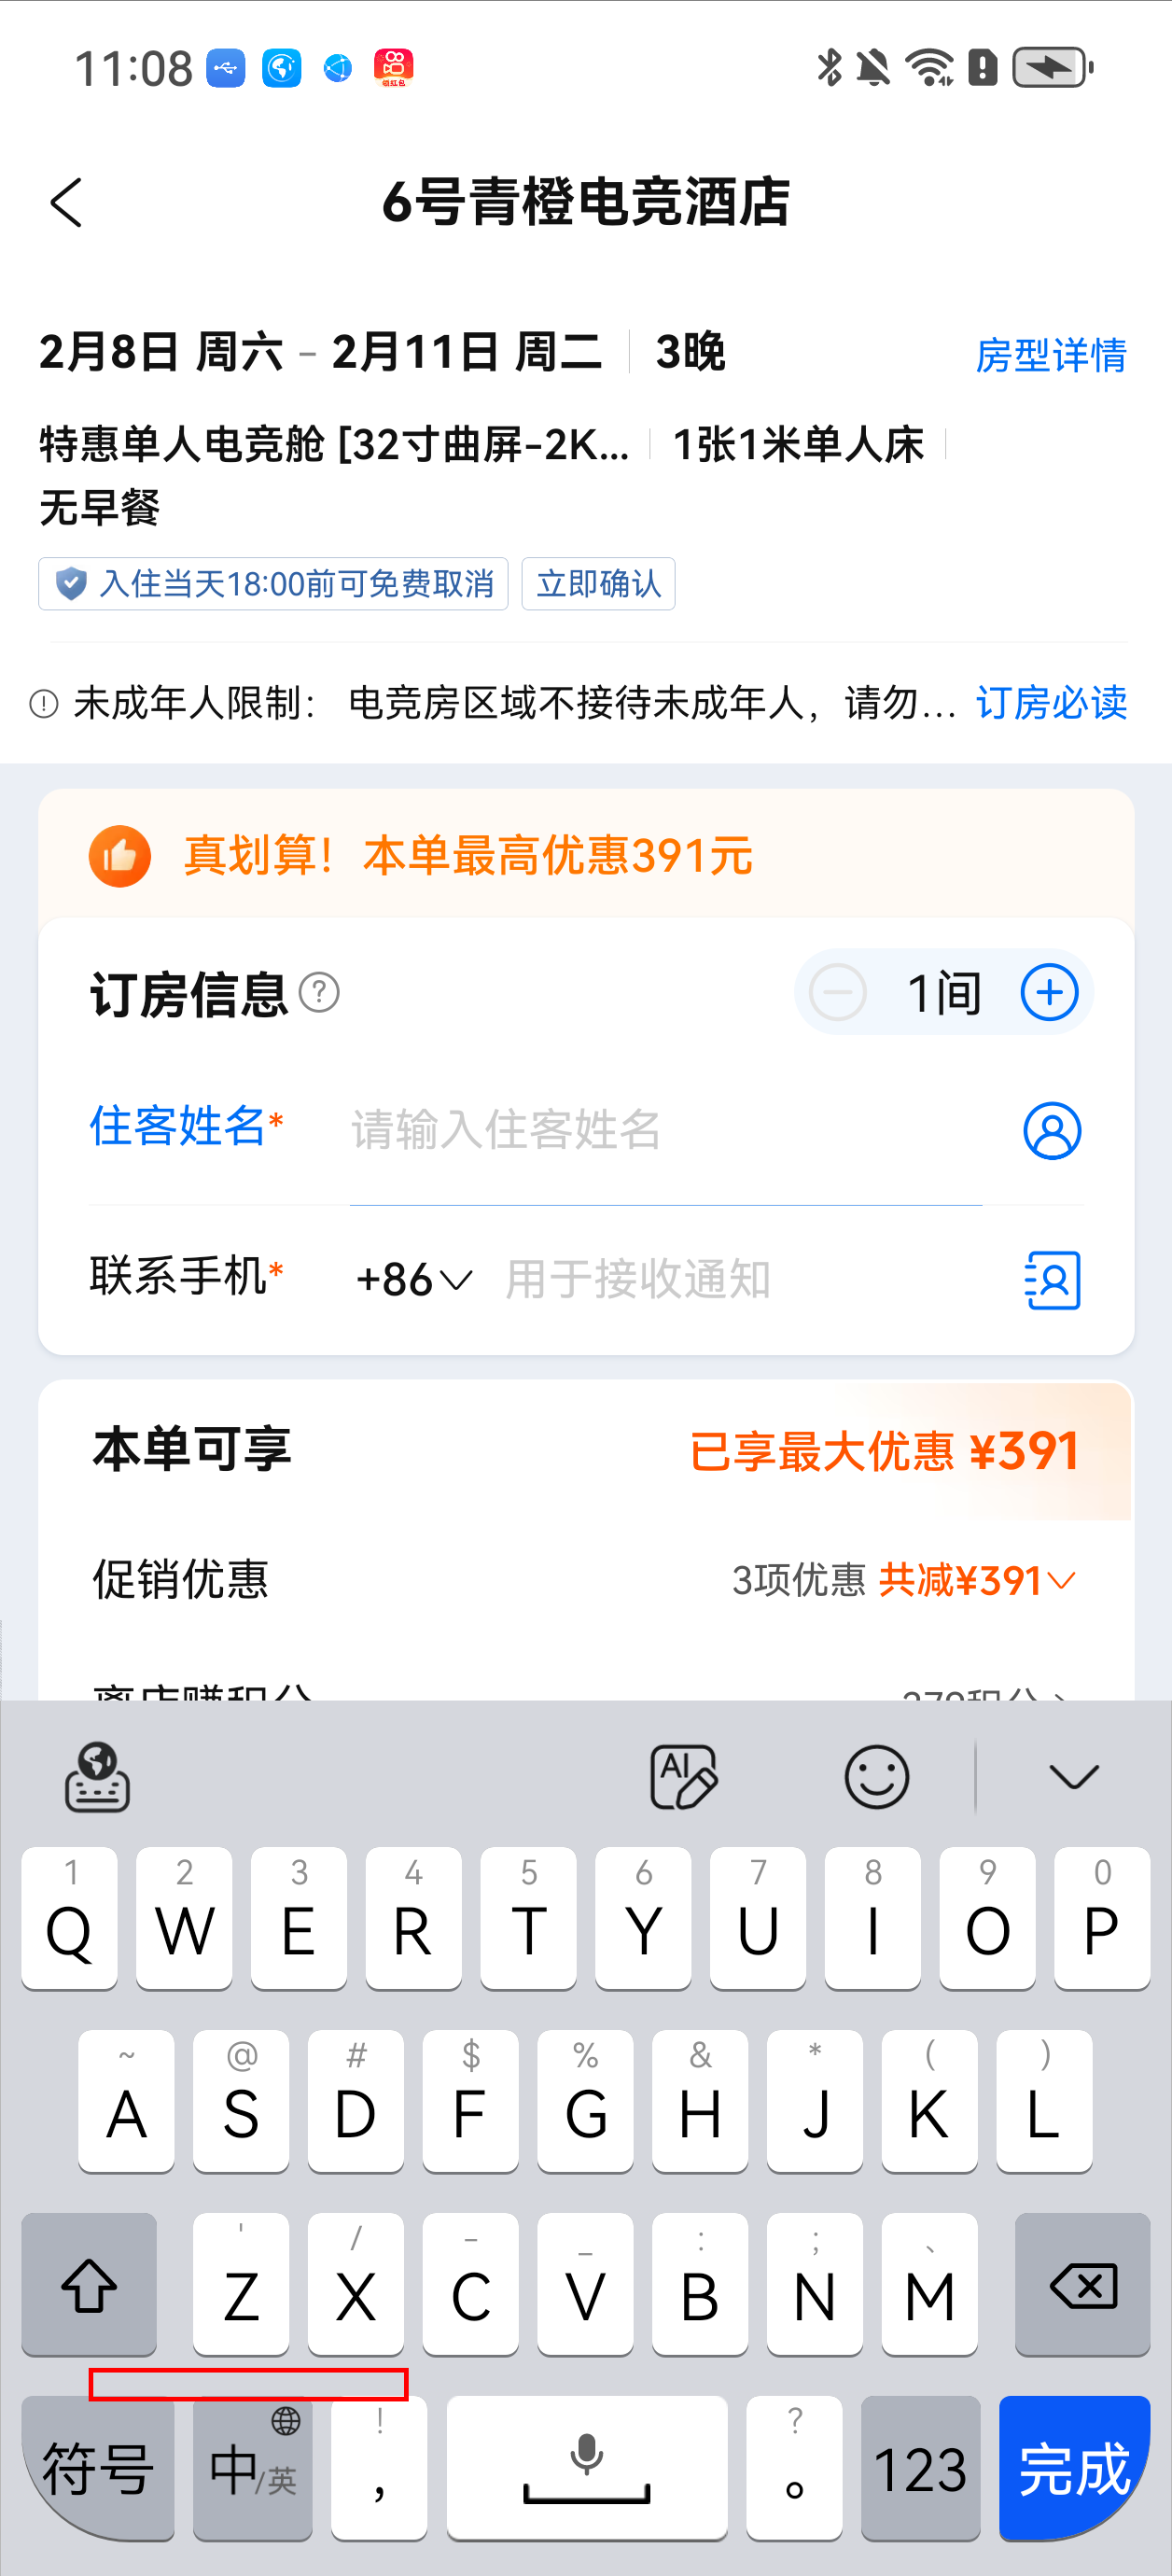 11:08
领红包
6号青橙电竞酒店
2月8日 周六 - 2月11日 周二 3晚 房型详情
特惠单人电竞舱 [32寸曲屏-2K... 1张1米单人床
无早餐
入住当天18:00前可免费取消 立即确认
未成年人限制： 电竞房区域不接待未成年人，请勿... 订房必读
真划算！本单最高优惠391元
订房信息 ? 1间
住客姓名* 请输入住客姓名
联系手机* +86 用于接收通知
本单可享 已享最大优惠 ¥391
促销优惠 3项优惠 共减¥391
AI
1 2 3 4 5 6 7 8 9 0
Q W E R T Y U I O P
~ @ # $ % & * ( )
A S D F G H J K L
' / - _ : ; 、
Z X C V B N M
! ?
符号 中/英 ， 。 123 完成